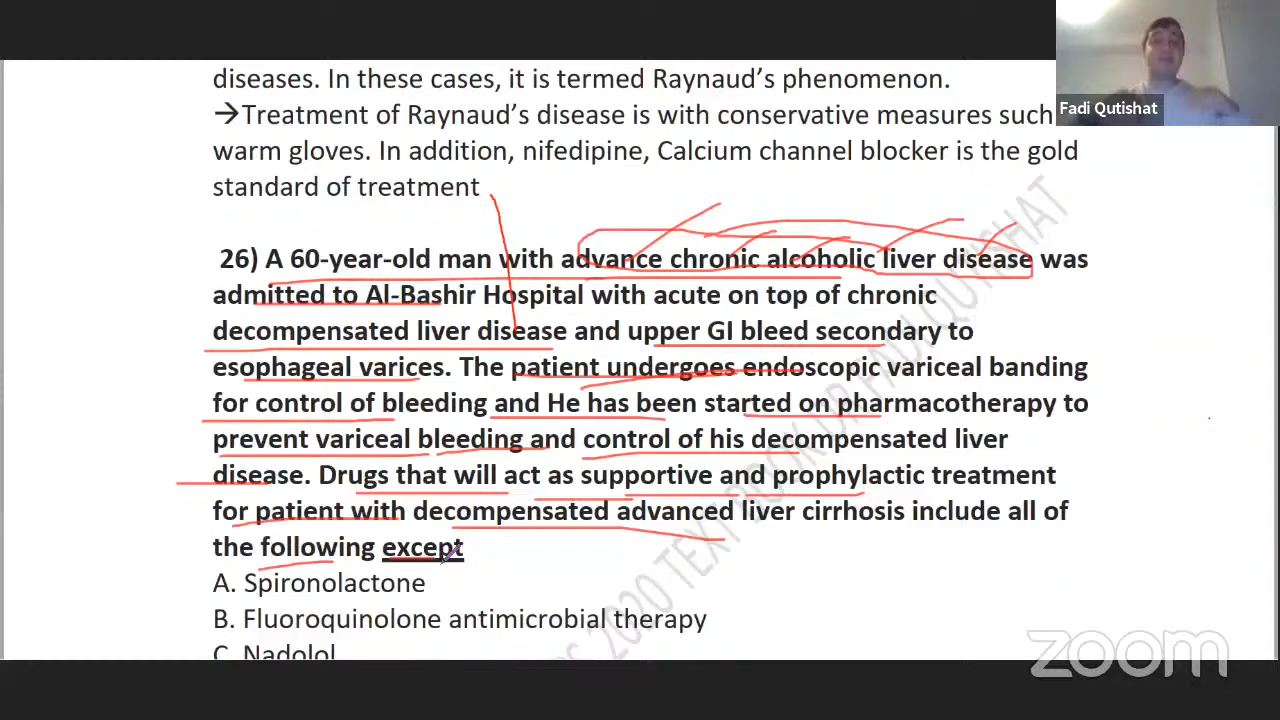 diseases. In these cases, it is termed Raynaud’s phenomenon.
→Treatment of Raynaud’s disease is with conservative measures such
warm gloves. In addition, nifedipine, Calcium channel blocker is the gold
standard of treatment
26) A 60-year-old man with advance chronic alcoholic liver disease was
admitted to Al-Bashir Hospital with acute on top of chronic
decompensated liver disease and upper GI bleed secondary to
esophageal varices. The patient undergoes endoscopic variceal banding
for control of bleeding and He has been started on pharmacotherapy to
prevent variceal bleeding and control of his decompensated liver
disease. Drugs that will act as supportive and prophylactic treatment
for patient with decompensated advanced liver cirrhosis include all of
the following except
A. Spironolactone
B. Fluoroquinolone antimicrobial therapy
C. Nadolol
Fadi Qutishat
2020 TEXT BOOK DR FADI QUTISHAT
zoom